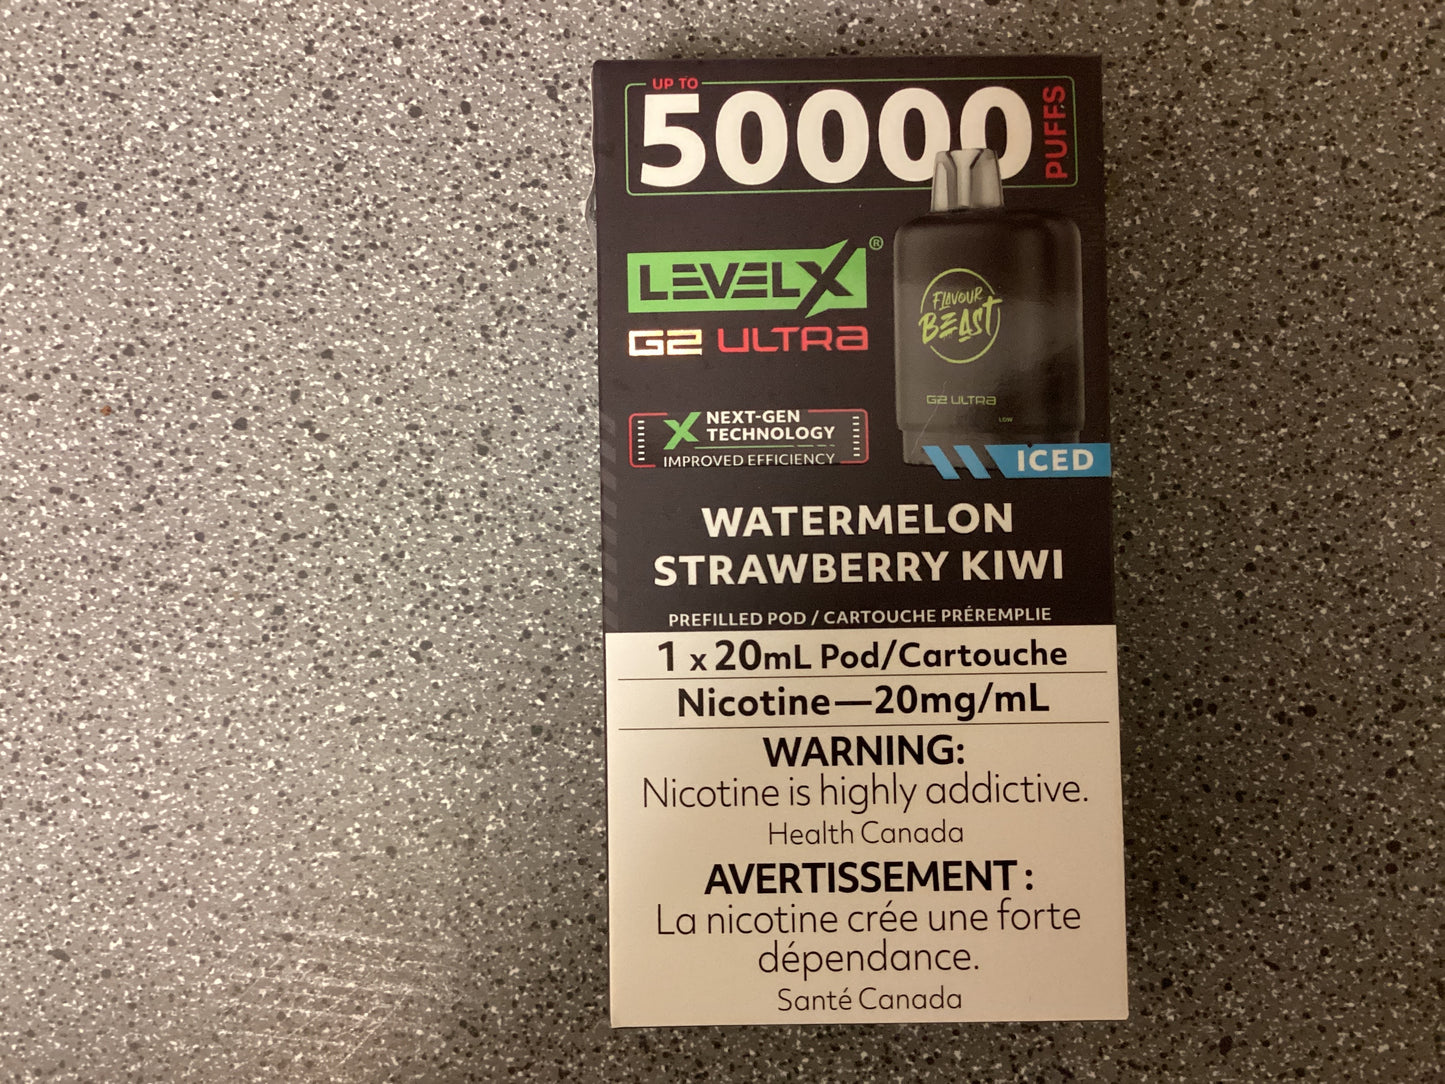 UP TO
50000
PUFFS
LEVELX®
G2 ULTRA
FLAVOUR
BEAST
G2 ULTRA
LOW
X NEXT-GEN
TECHNOLOGY
IMPROVED EFFICIENCY
ICED
WATERMELON
STRAWBERRY KIWI
PREFILLED POD / CARTOUCHE PRÉREMPLIE
1 x 20mL Pod/Cartouche
Nicotine—20mg/mL
WARNING:
Nicotine is highly addictive.
Health Canada
AVERTISSEMENT :
La nicotine crée une forte
dépendance.
Santé Canada